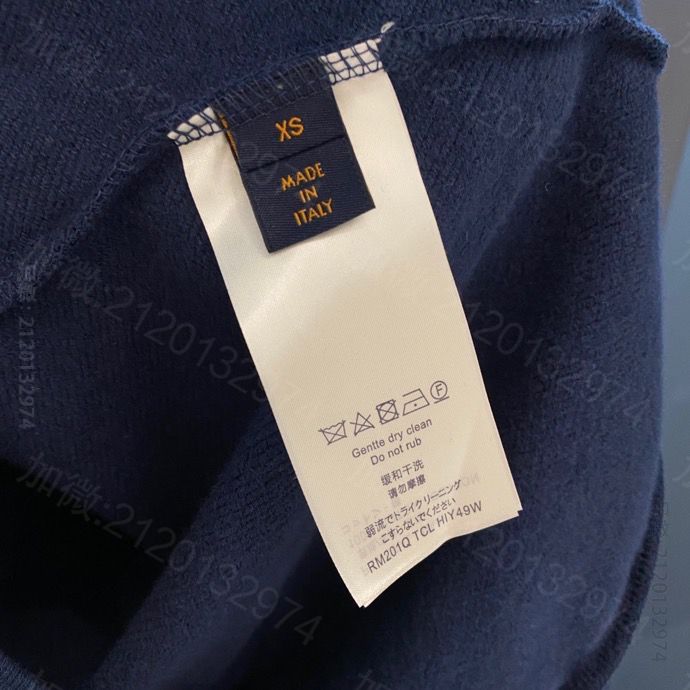 XS
MADE
IN
ITALY
Gentte dry clean
Do not rub
缓和干洗
请勿摩擦
弱流でトライクリーニング
こすらないでください
RM201Q TCL HIY49W
加微:2120132974